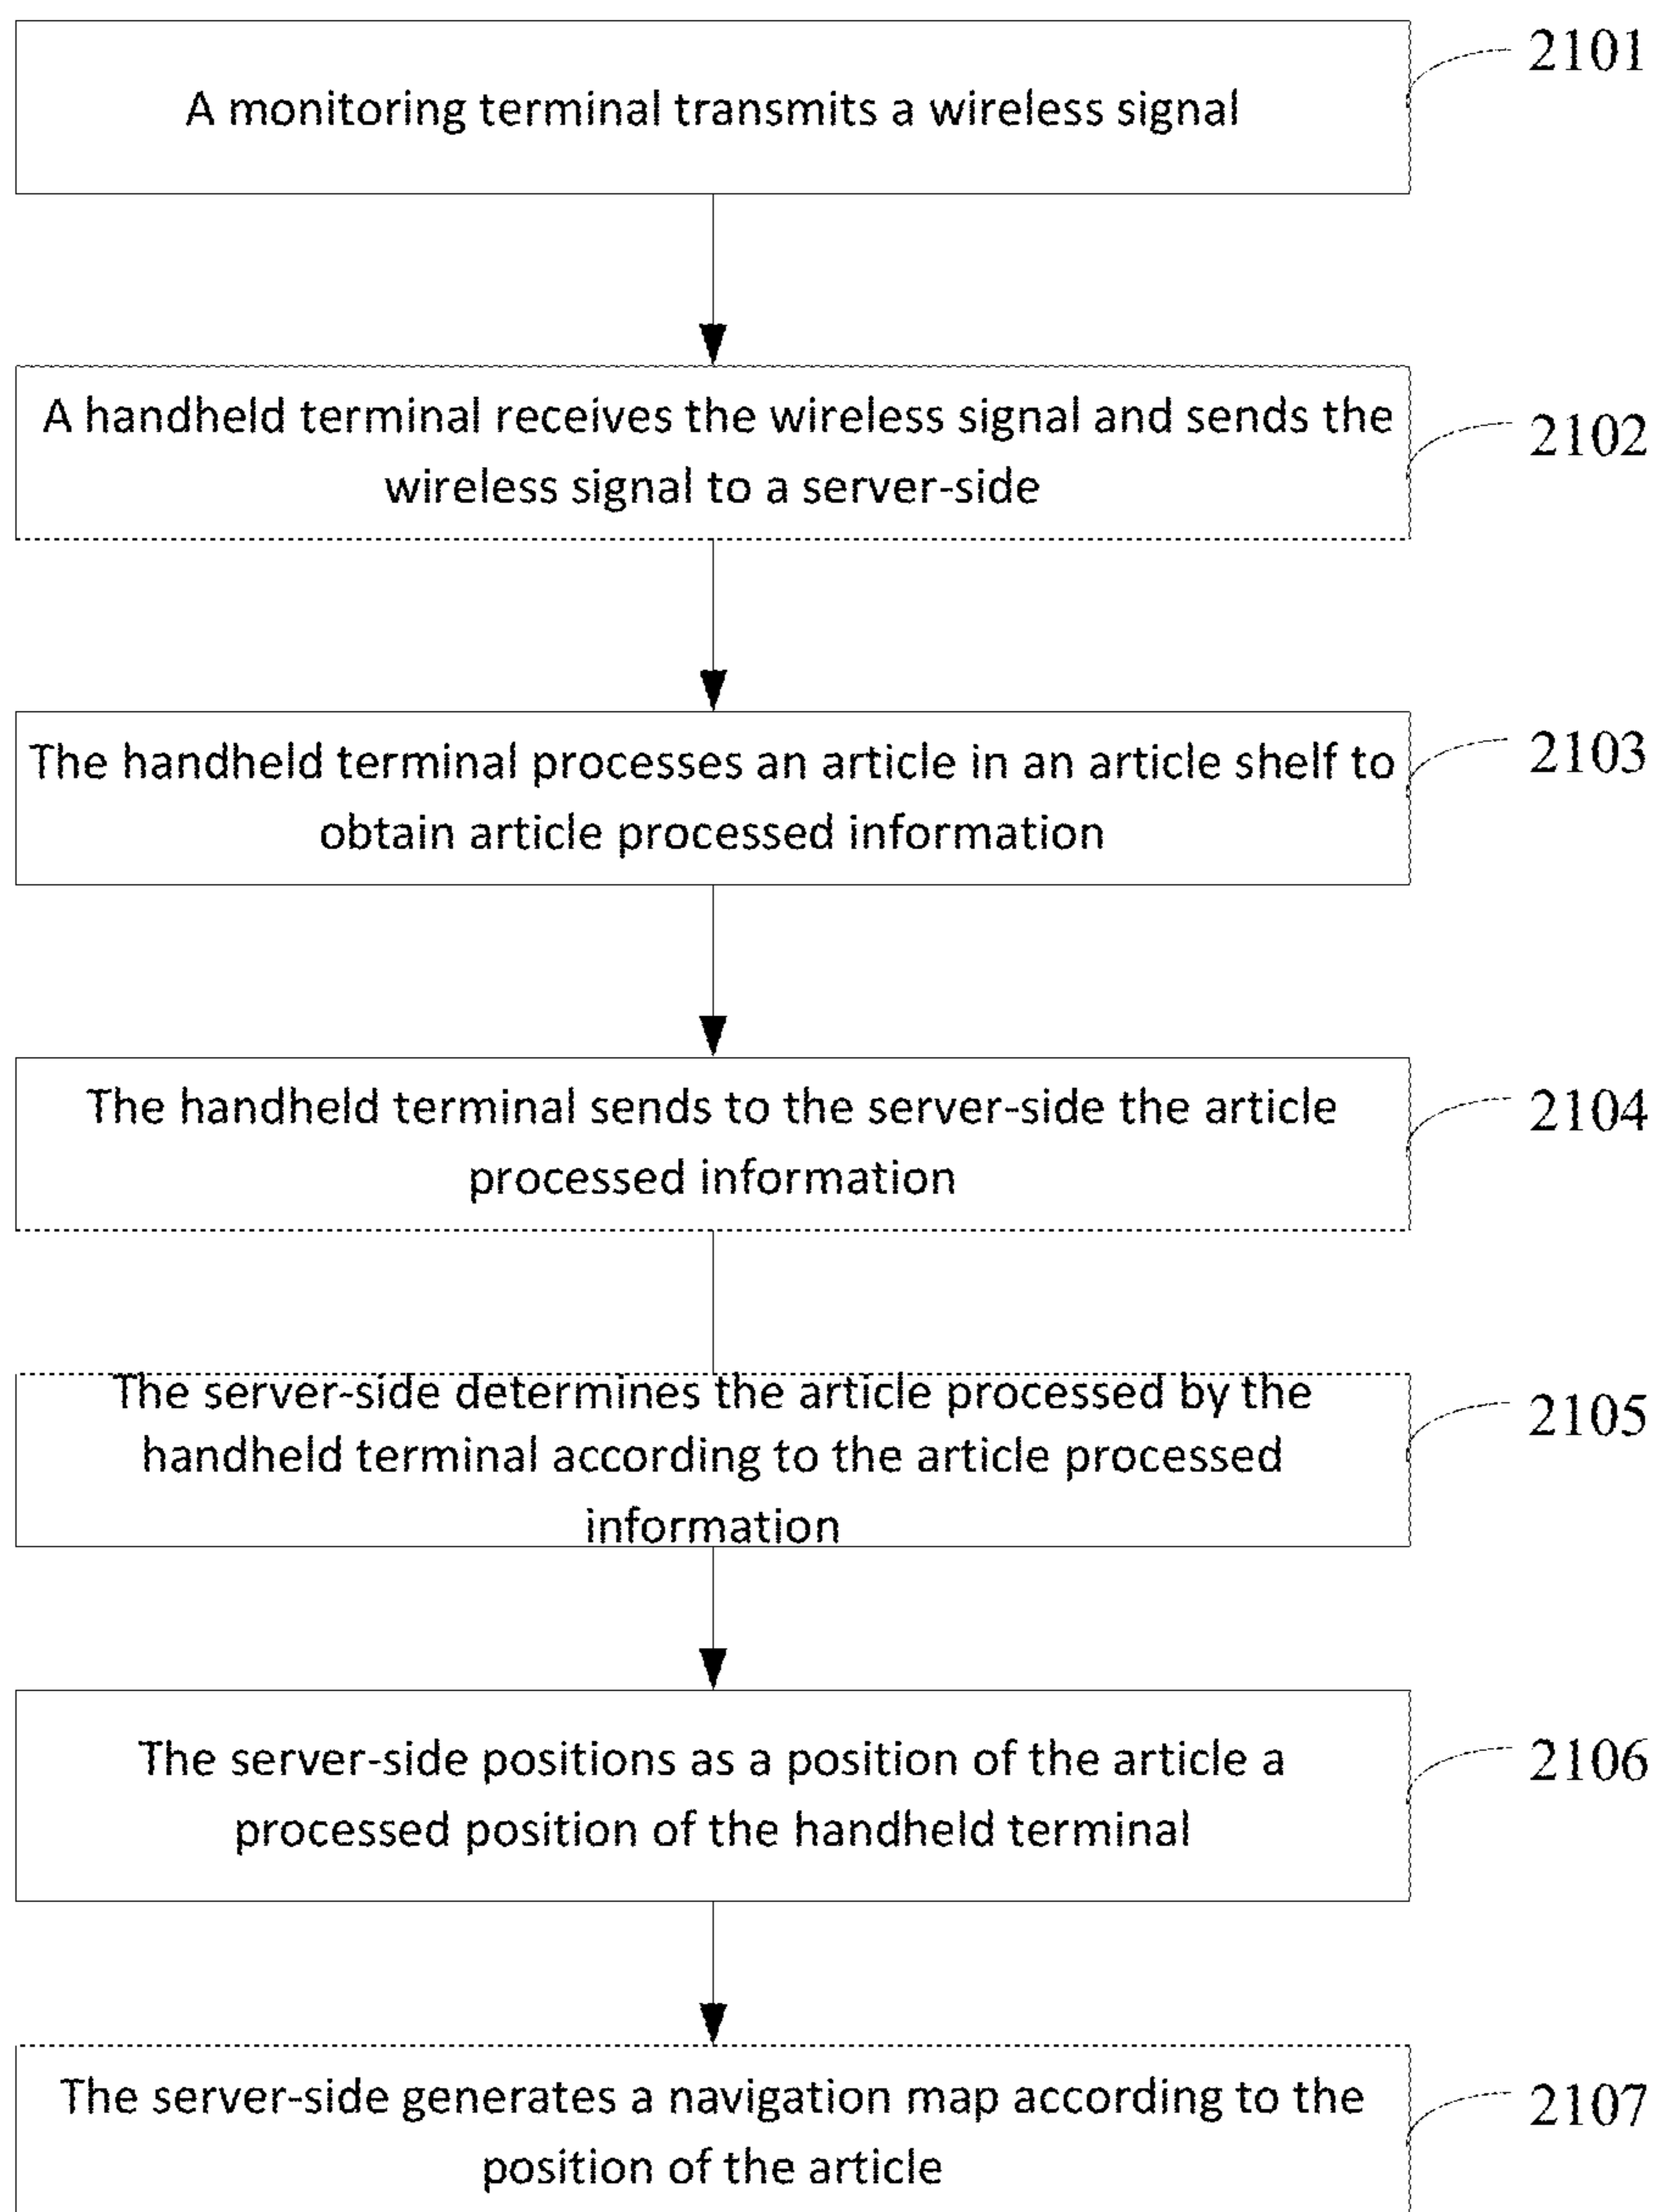 A monitoring terminal transmits a wireless signal
2101
A handheld terminal receives the wireless signal and sends the
wireless signal to a server-side
2102
The handheld terminal processes an article in an article shelf to
obtain article processed information
2103
The handheld terminal sends to the server-side the article
processed information
2104
The server-side determines the article processed by the
handheld terminal according to the article processed
information
2105
The server-side positions as a position of the article a
processed position of the handheld terminal
2106
The server-side generates a navigation map according to the
position of the article
2107